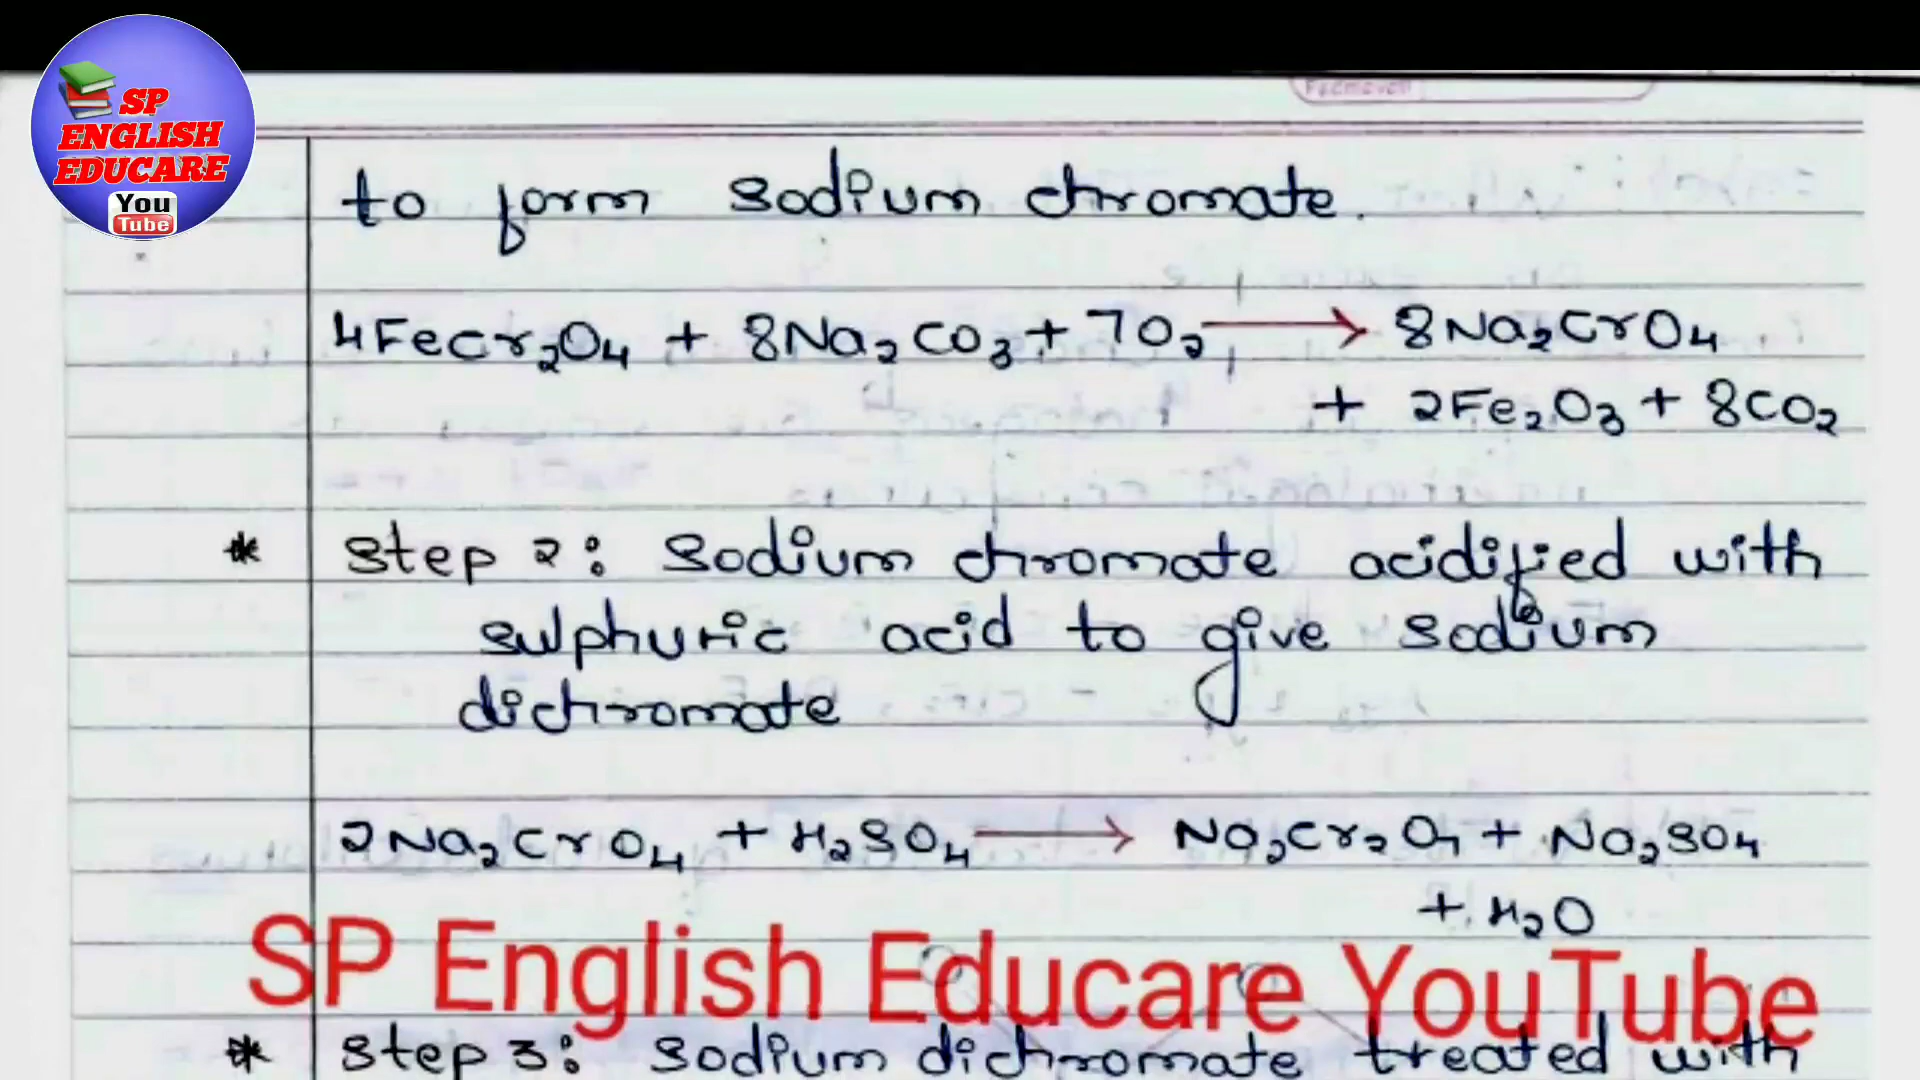 SP
ENGLISH
EDUCARE
You
Tube
to form sodium chromate.
4FeCr₂O₄ + 8Na₂CO₃ + 7O₂ → 8Na₂CrO₄
+ 2Fe₂O₃ + 8CO₂
* Step 2: Sodium chromate acidified with
sulphuric acid to give sodium
dichromate
2Na₂CrO₄ + H₂SO₄ → Na₂Cr₂O₇ + Na₂SO₄
+ H₂O
SP English Educare YouTube
* Step 3: Sodium dichromate treated with